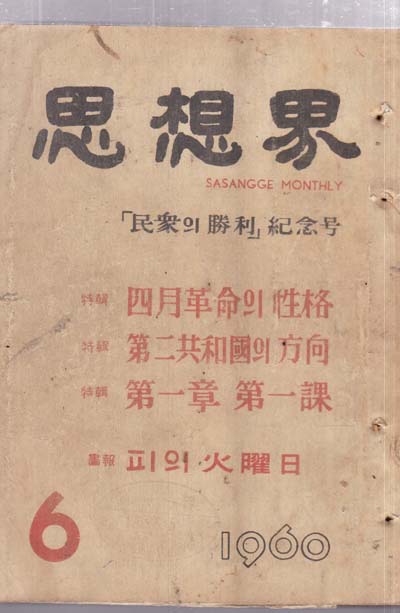 思想界
SASANGGE MONTHLY
「民衆의 勝利」 紀念号
特輯 四月革命의 性格
特輯 第二共和國의 方向
特輯 第一章 第一課
畵報 피의 火曜日
6 1960